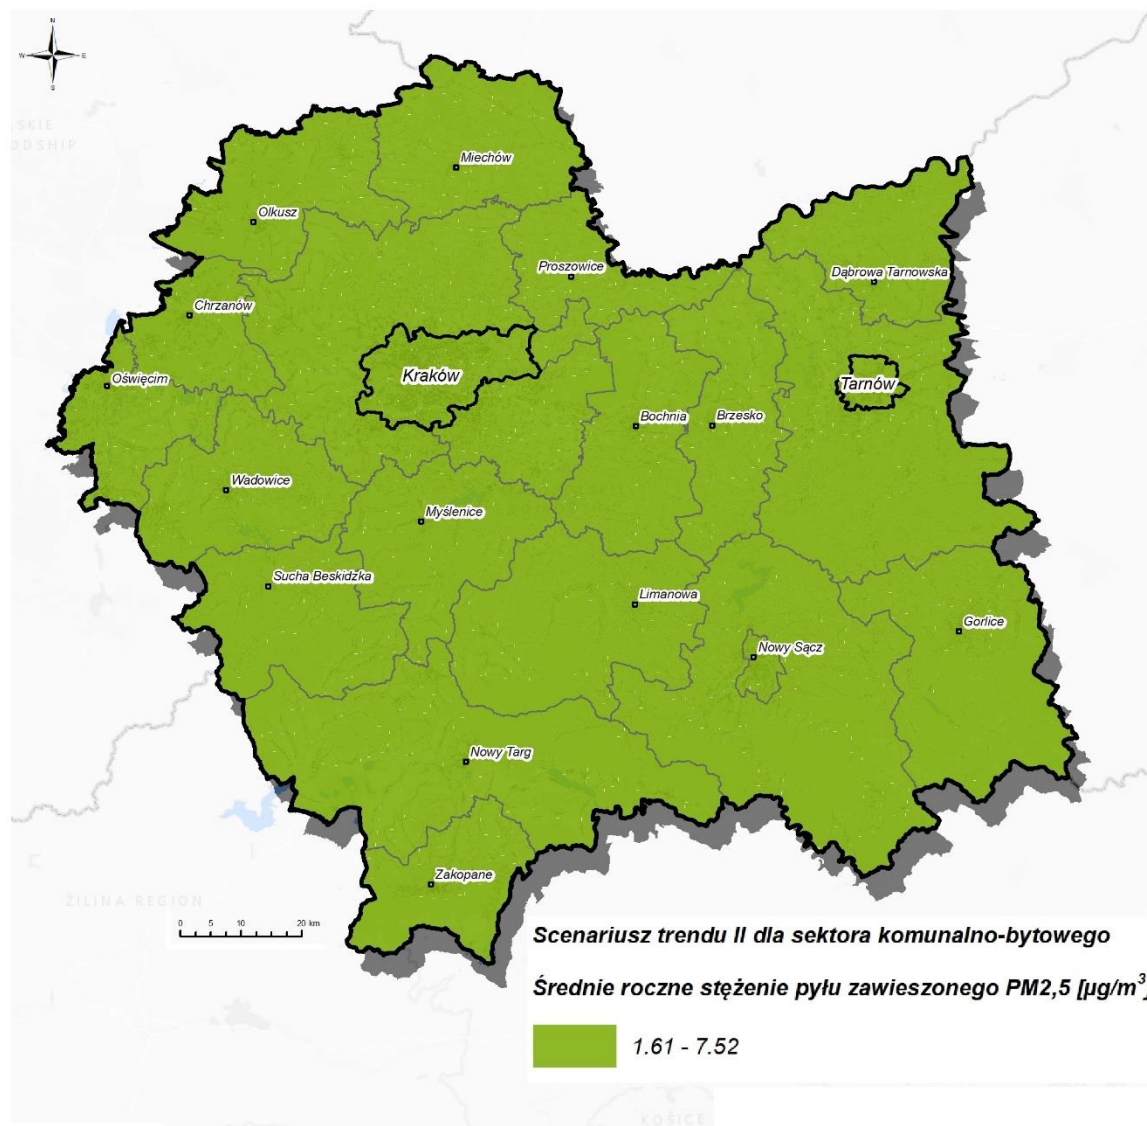 N
W E
S
SKIE
ODSHIP
Miechów
Olkusz
Proszowice
Dąbrowa Tarnowska
Chrzanów
Kraków
Tarnów
Oświęcim
Bochnia
Brzesko
Wadowice
Myślenice
Sucha Beskidzka
Limanowa
Gorlice
Nowy Sącz
Nowy Targ
Zakopane
ŽILINA REGION
0 5 10 20 km
Scenariusz trendu II dla sektora komunalno-bytowego
Średnie roczne stężenie pyłu zawieszonego PM2,5 [µg/m³]
1.61 - 7.52
KOŠICE